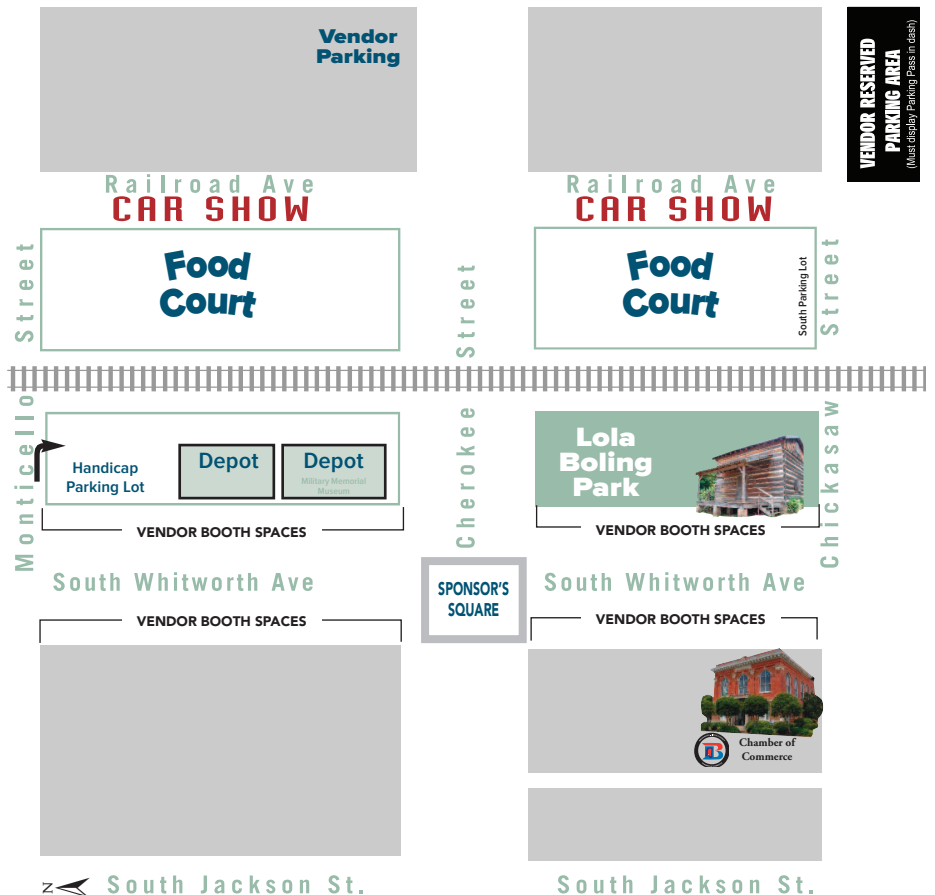 Vendor
Parking
VENDOR RESERVED
PARKING AREA
(Must display Parking Pass in dash)
Railroad Ave
CAR SHOW
Railroad Ave
CAR SHOW
Food
Court
Food
Court
South Parking Lot
Monticello Street
Cherokee Street
Chickasaw Street
Handicap
Parking Lot
Depot
Depot
Military Memorial
Museum
Lola
Boling
Park
VENDOR BOOTH SPACES
VENDOR BOOTH SPACES
South Whitworth Ave
SPONSOR'S
SQUARE
South Whitworth Ave
VENDOR BOOTH SPACES
VENDOR BOOTH SPACES
B
Chamber of
Commerce
N
South Jackson St.
South Jackson St.